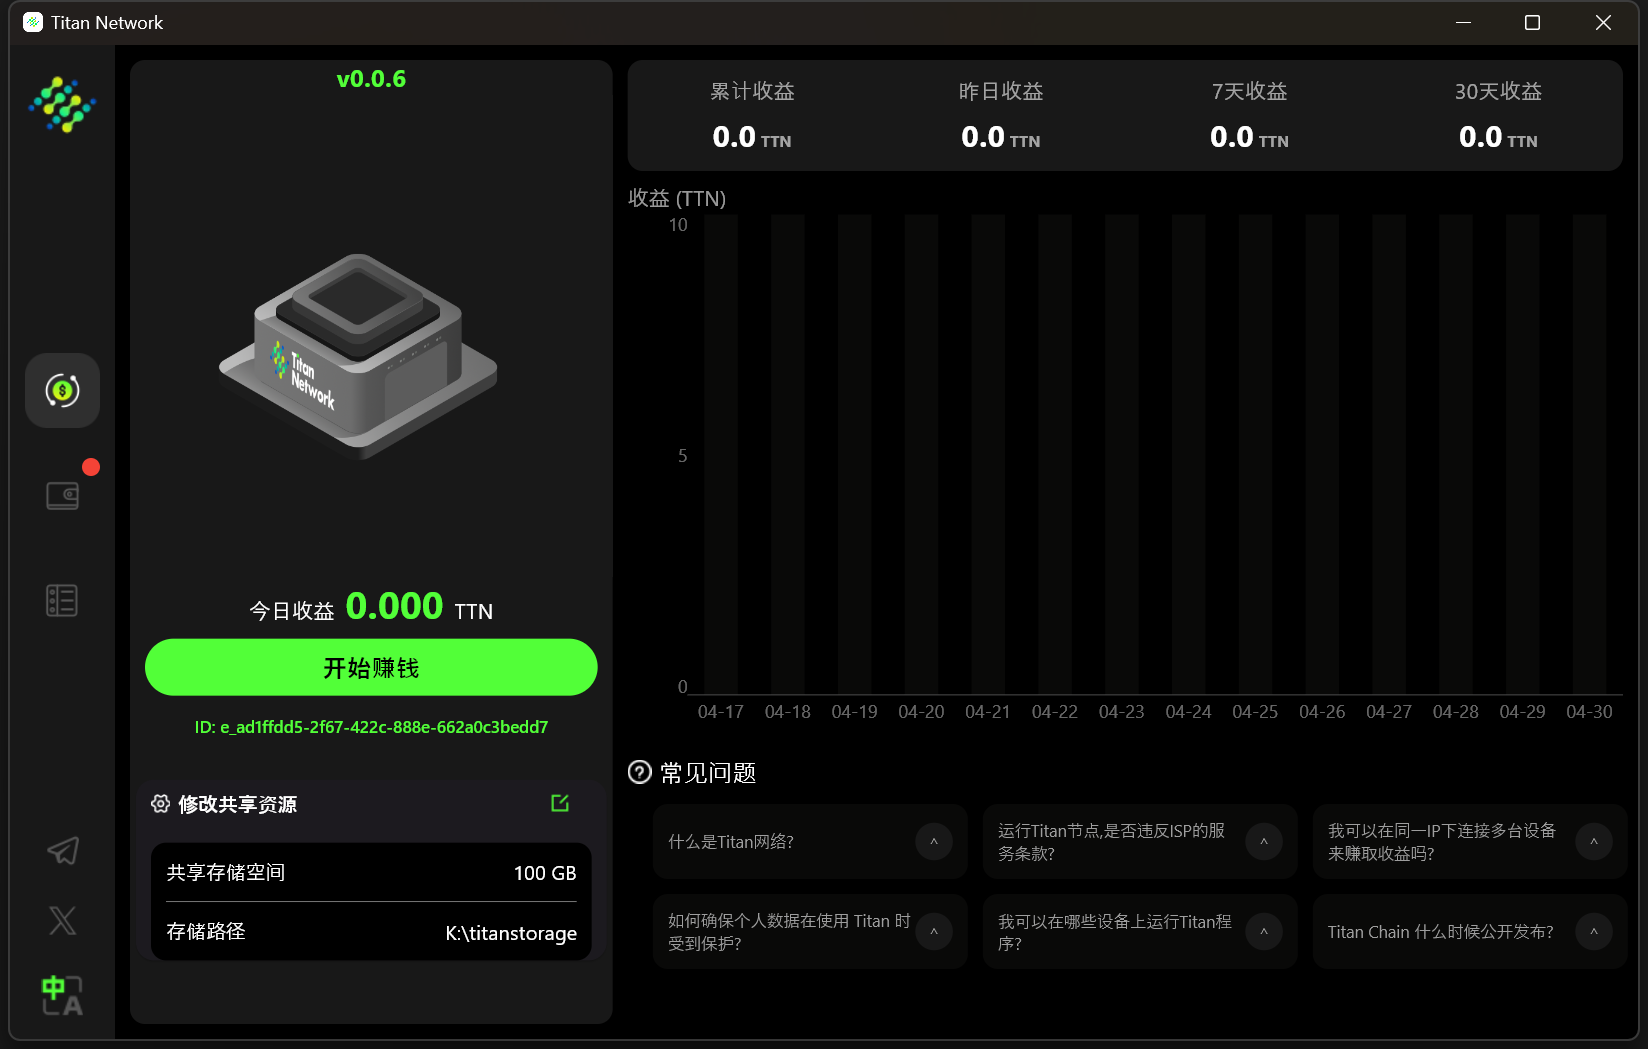 Titan Network
v0.0.6
Titan
Network
今日收益 0.000 TTN
开始赚钱
ID: e_ad1ffdd5-2f67-422c-888e-662a0c3bedd7
修改共享资源
共享存储空间 100 GB
存储路径 K:\titanstorage
中A
累计收益 昨日收益 7天收益 30天收益
0.0 TTN 0.0 TTN 0.0 TTN 0.0 TTN
收益 (TTN)
10
5
0
04-17 04-18 04-19 04-20 04-21 04-22 04-23 04-24 04-25 04-26 04-27 04-28 04-29 04-30
常见问题
什么是Titan网络?
运行Titan节点,是否违反ISP的服
务条款?
我可以在同一IP下连接多台设备
来赚取收益吗?
如何确保个人数据在使用 Titan 时
受到保护?
我可以在哪些设备上运行Titan程
序?
Titan Chain 什么时候公开发布?